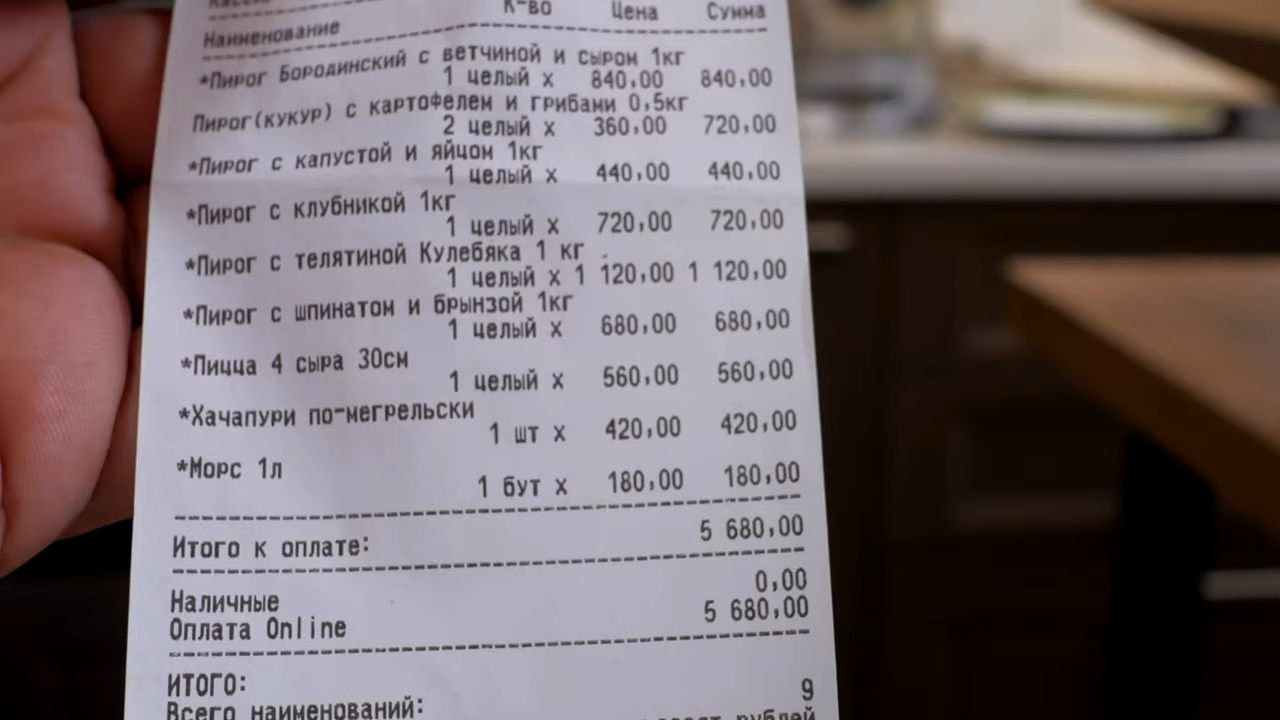 К-во Цена Сумма
Наименование
*Пирог Бородинский с ветчиной и сыром 1кг
1 целый x 840,00 840,00
Пирог(кукур) с картофелем и грибами 0,5кг
2 целый x 360,00 720,00
*Пирог с капустой и яйцом 1кг
1 целый x 440,00 440,00
*Пирог с клубникой 1кг
1 целый x 720,00 720,00
*Пирог с телятиной Кулебяка 1 кг
1 целый x 1 120,00 1 120,00
*Пирог с шпинатом и брынзой 1кг
1 целый x 680,00 680,00
*Пицца 4 сыра 30см
1 целый x 560,00 560,00
*Хачапури по-мегрельски
1 шт x 420,00 420,00
*Морс 1л
1 бут x 180,00 180,00
Итого к оплате: 5 680,00
Наличные 0,00
Оплата Online 5 680,00
ИТОГО:
Всего наименований: 9
рублей